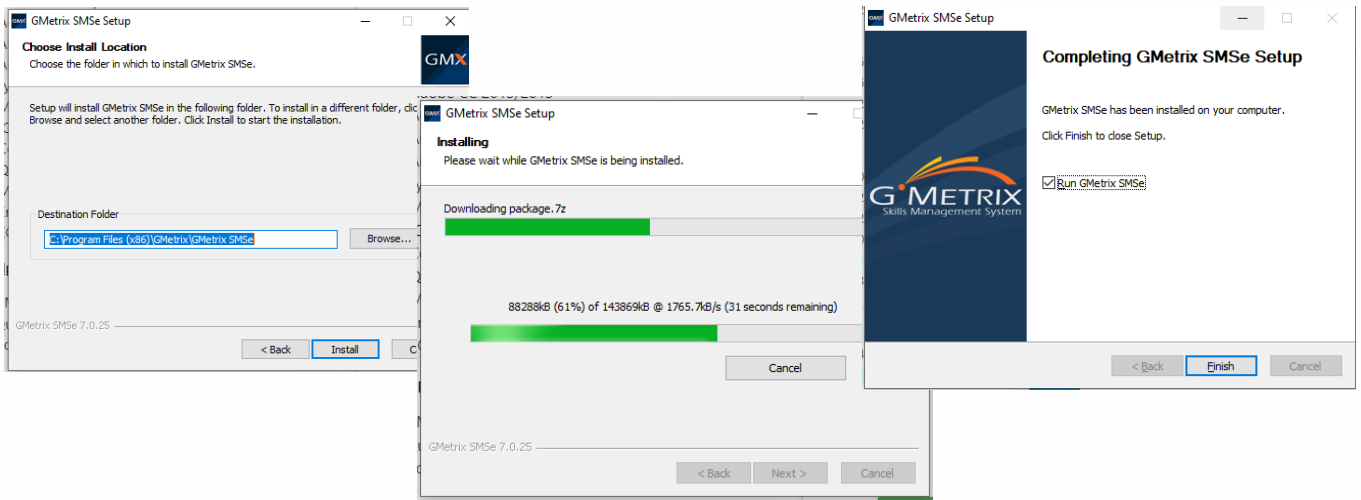 GMetrix SMSe Setup
Choose Install Location
Choose the folder in which to install GMetrix SMSe.
GMX
Setup will install GMetrix SMSe in the following folder. To install in a different folder,
Browse and select another folder. Click Install to start the installation.
Destination Folder
C:\Program Files (x86)\GMetrix\GMetrix SMSe
Browse...
GMetrix SMSe 7.0.25
< Back
Install
GMetrix SMSe Setup
Installing
Please wait while GMetrix SMSe is being installed.
Downloading package.7z
88288kB (61%) of 143869kB @ 1765.7kB/s (31 seconds remaining)
Cancel
GMetrix SMSe 7.0.25
< Back
Next >
Cancel
GMetrix SMSe Setup
Completing GMetrix SMSe Setup
GMetrix SMSe has been installed on your computer.
Click Finish to close Setup.
Run GMetrix SMSe
G METRIX
Skills Management System
< Back
Finish
Cancel